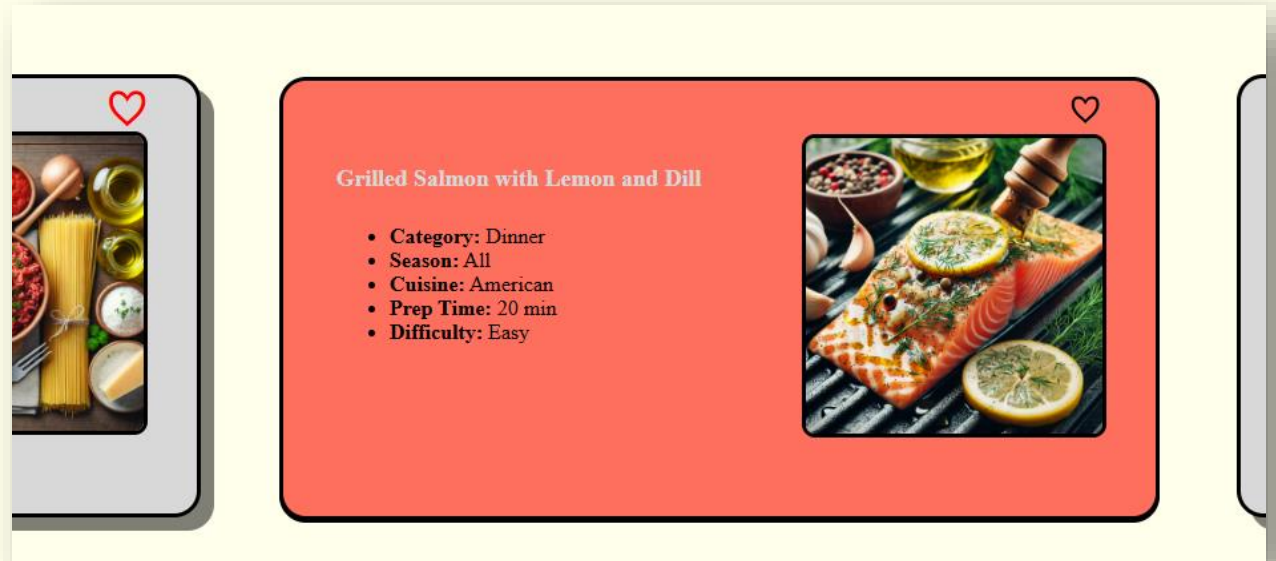 Grilled Salmon with Lemon and Dill
Category: Dinner
Season: All
Cuisine: American
Prep Time: 20 min
Difficulty: Easy